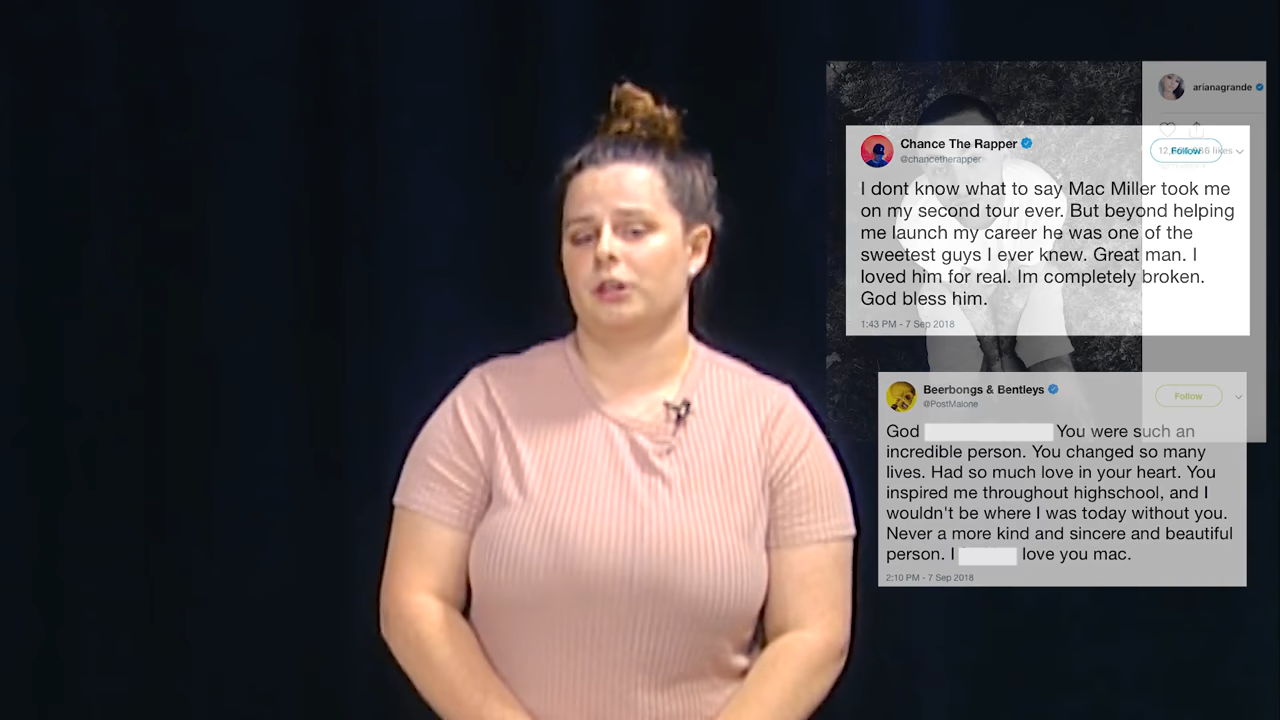 arianagrande
Chance The Rapper
@chancetherapper
Follow
I dont know what to say Mac Miller took me
on my second tour ever. But beyond helping
me launch my career he was one of the
sweetest guys I ever knew. Great man. I
loved him for real. Im completely broken.
God bless him.
1:43 PM - 7 Sep 2018
Beerbongs & Bentleys
@PostMalone
Follow
God You were such an
incredible person. You changed so many
lives. Had so much love in your heart. You
inspired me throughout highschool, and I
wouldn't be where I was today without you.
Never a more kind and sincere and beautiful
person. I love you mac.
2:10 PM - 7 Sep 2018